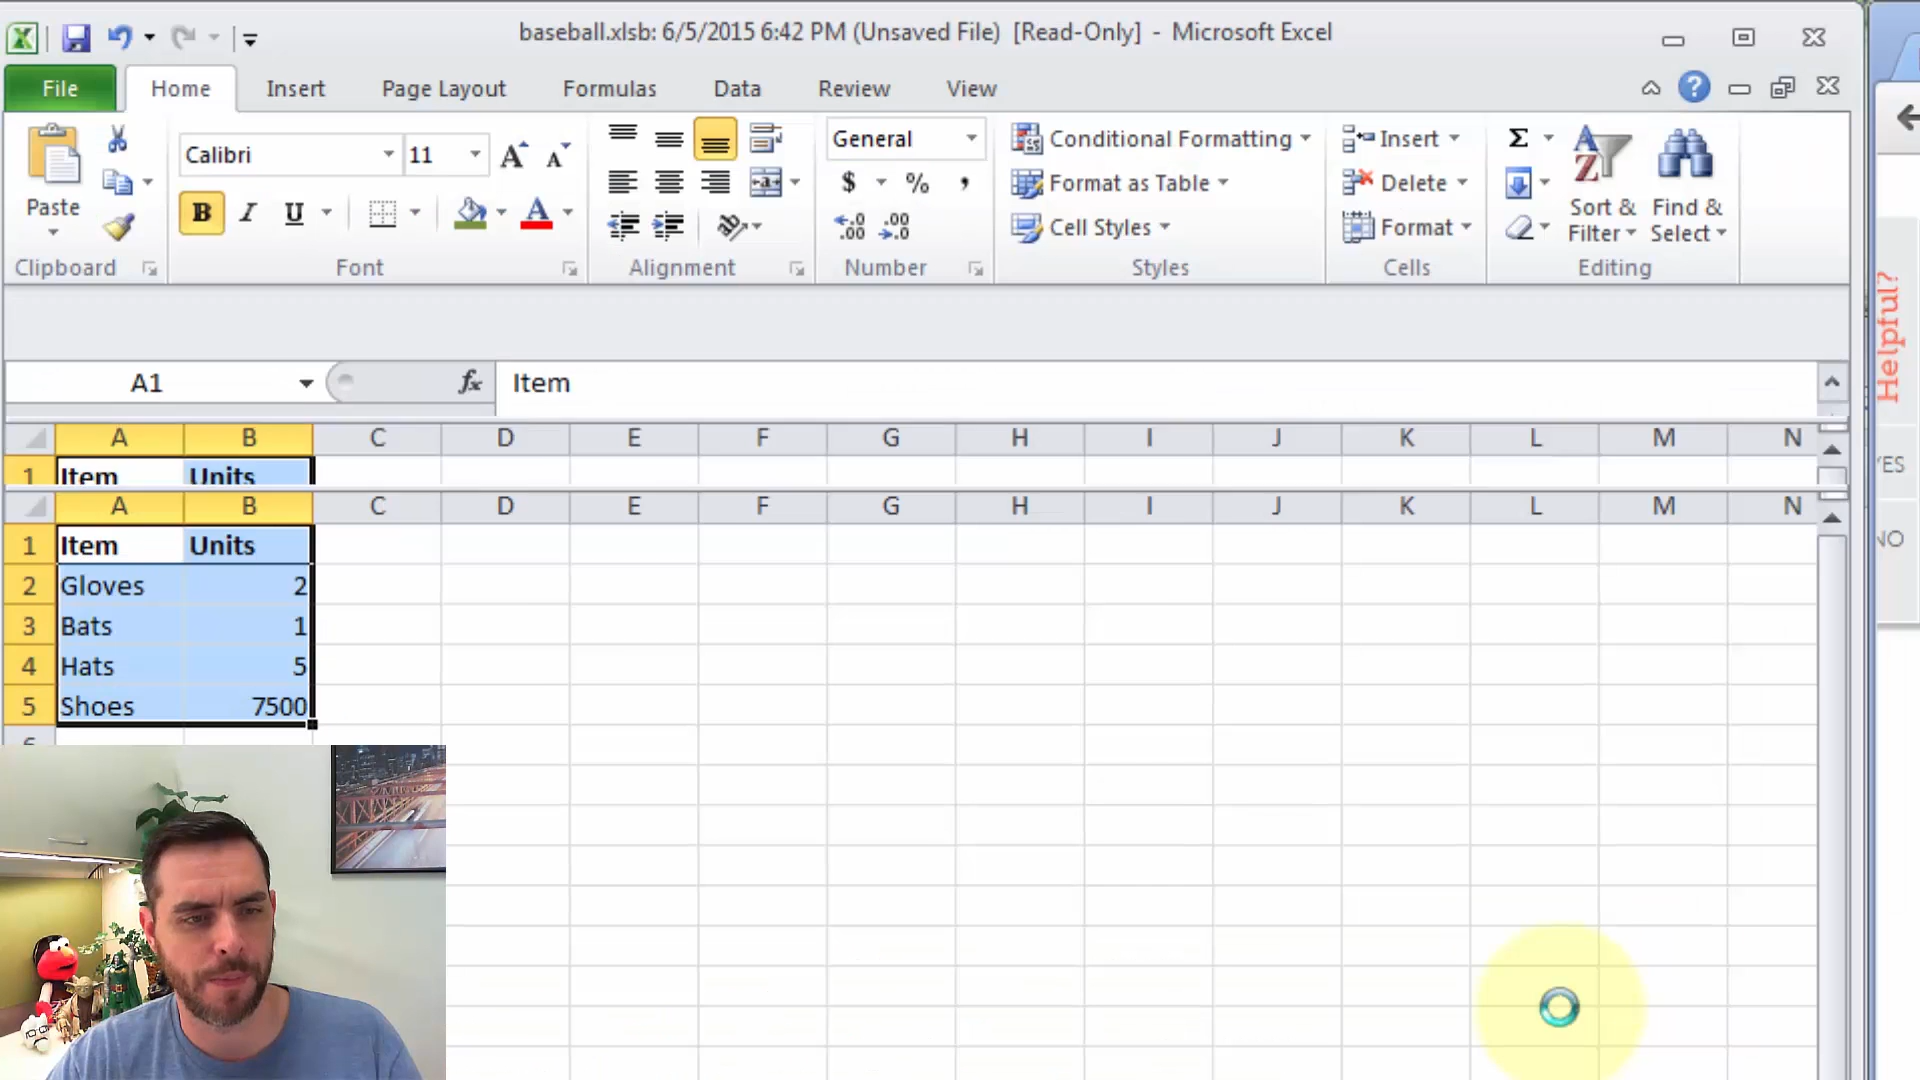 baseball.xlsb: 6/5/2015 6:42 PM (Unsaved File) [Read-Only] - Microsoft Excel
File Home Insert Page Layout Formulas Data Review View
Calibri 11 General Conditional Formatting Insert Σ
$ % , Format as Table Delete
Paste B I U A Cell Styles Format Sort & Filter Find & Select
Clipboard Font Alignment Number Styles Cells Editing
A1 fx Item
A B C D E F G H I J K L M N
1 Item Units
A B C D E F G H I J K L M N
1 Item Units
2 Gloves 2
3 Bats 1
4 Hats 5
5 Shoes 7500
Helpful?
YES
NO